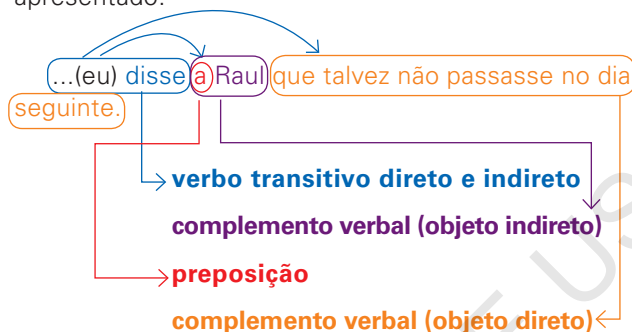 apresentado.
...(eu) disse a Raul que talvez não passasse no dia
seguinte.
verbo transitivo direto e indireto
complemento verbal (objeto indireto)
preposição
complemento verbal (objeto direto)